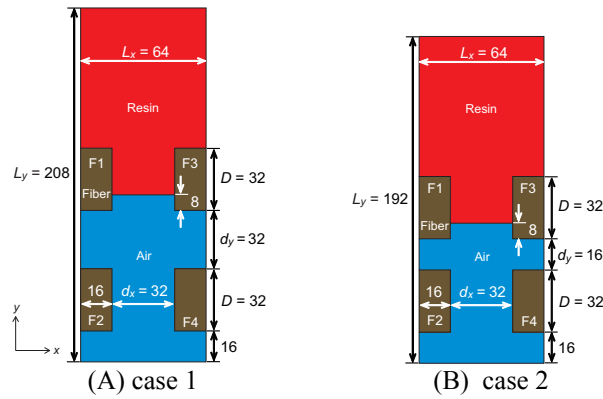 Lx = 64
Resin
Ly = 208
F1
F3
Fiber
D = 32
8
dy = 32
Air
16
dx = 32
D = 32
F2
F4
16
y
x
(A) case 1
Lx = 64
Resin
Ly = 192
F1
F3
Fiber
D = 32
8
dy = 16
Air
16
dx = 32
D = 32
F2
F4
16
(B) case 2